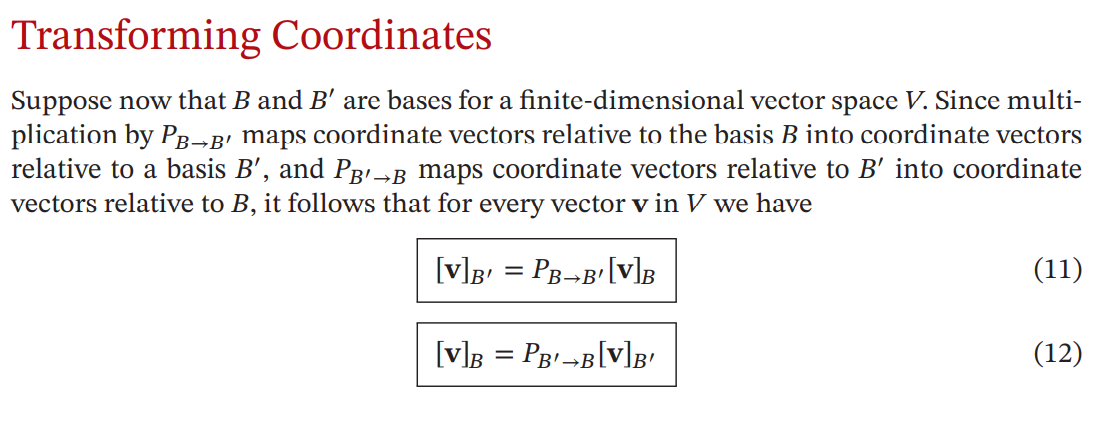 Transforming Coordinates
Suppose now that B and B′ are bases for a finite-dimensional vector space V. Since multi-
plication by P_{B→B′} maps coordinate vectors relative to the basis B into coordinate vectors
relative to a basis B′, and P_{B′→B} maps coordinate vectors relative to B′ into coordinate
vectors relative to B, it follows that for every vector v in V we have
[v]_{B′} = P_{B→B′}[v]_B (11)
[v]_B = P_{B′→B}[v]_{B′} (12)